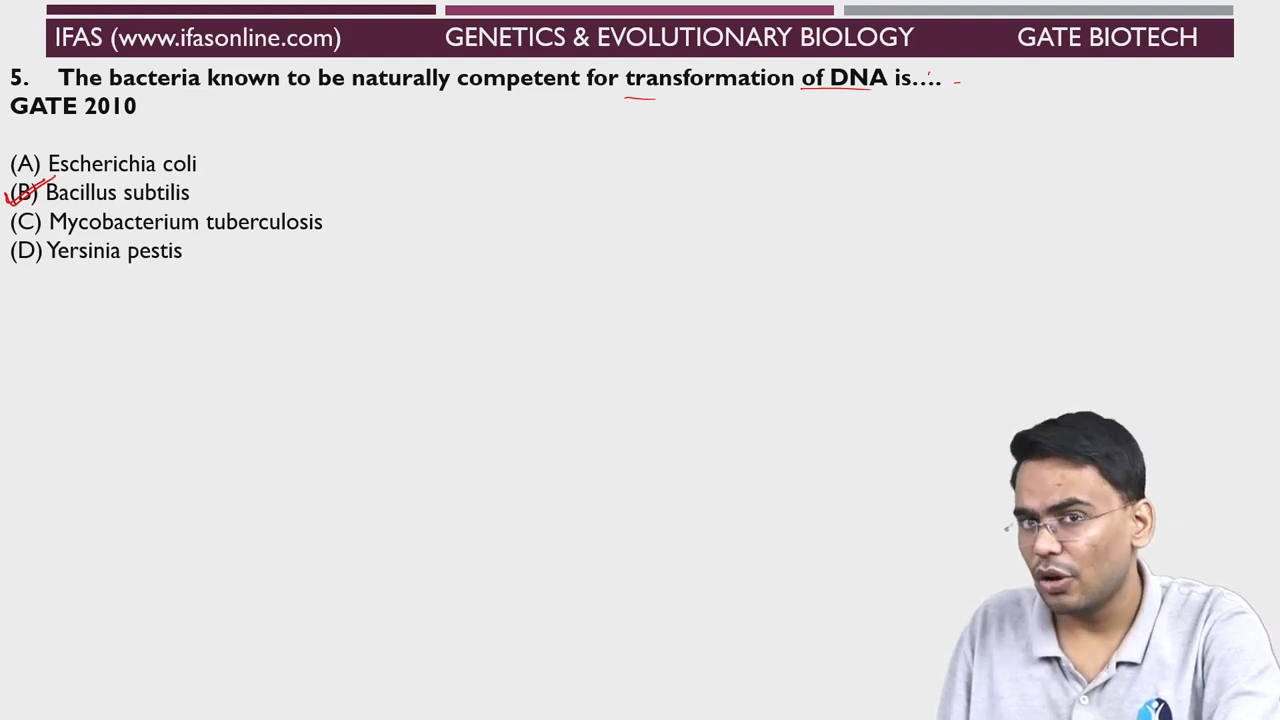 IFAS (www.ifasonline.com) GENETICS & EVOLUTIONARY BIOLOGY GATE BIOTECH
5. The bacteria known to be naturally competent for transformation of DNA is....
GATE 2010
(A) Escherichia coli
(B) Bacillus subtilis
(C) Mycobacterium tuberculosis
(D) Yersinia pestis